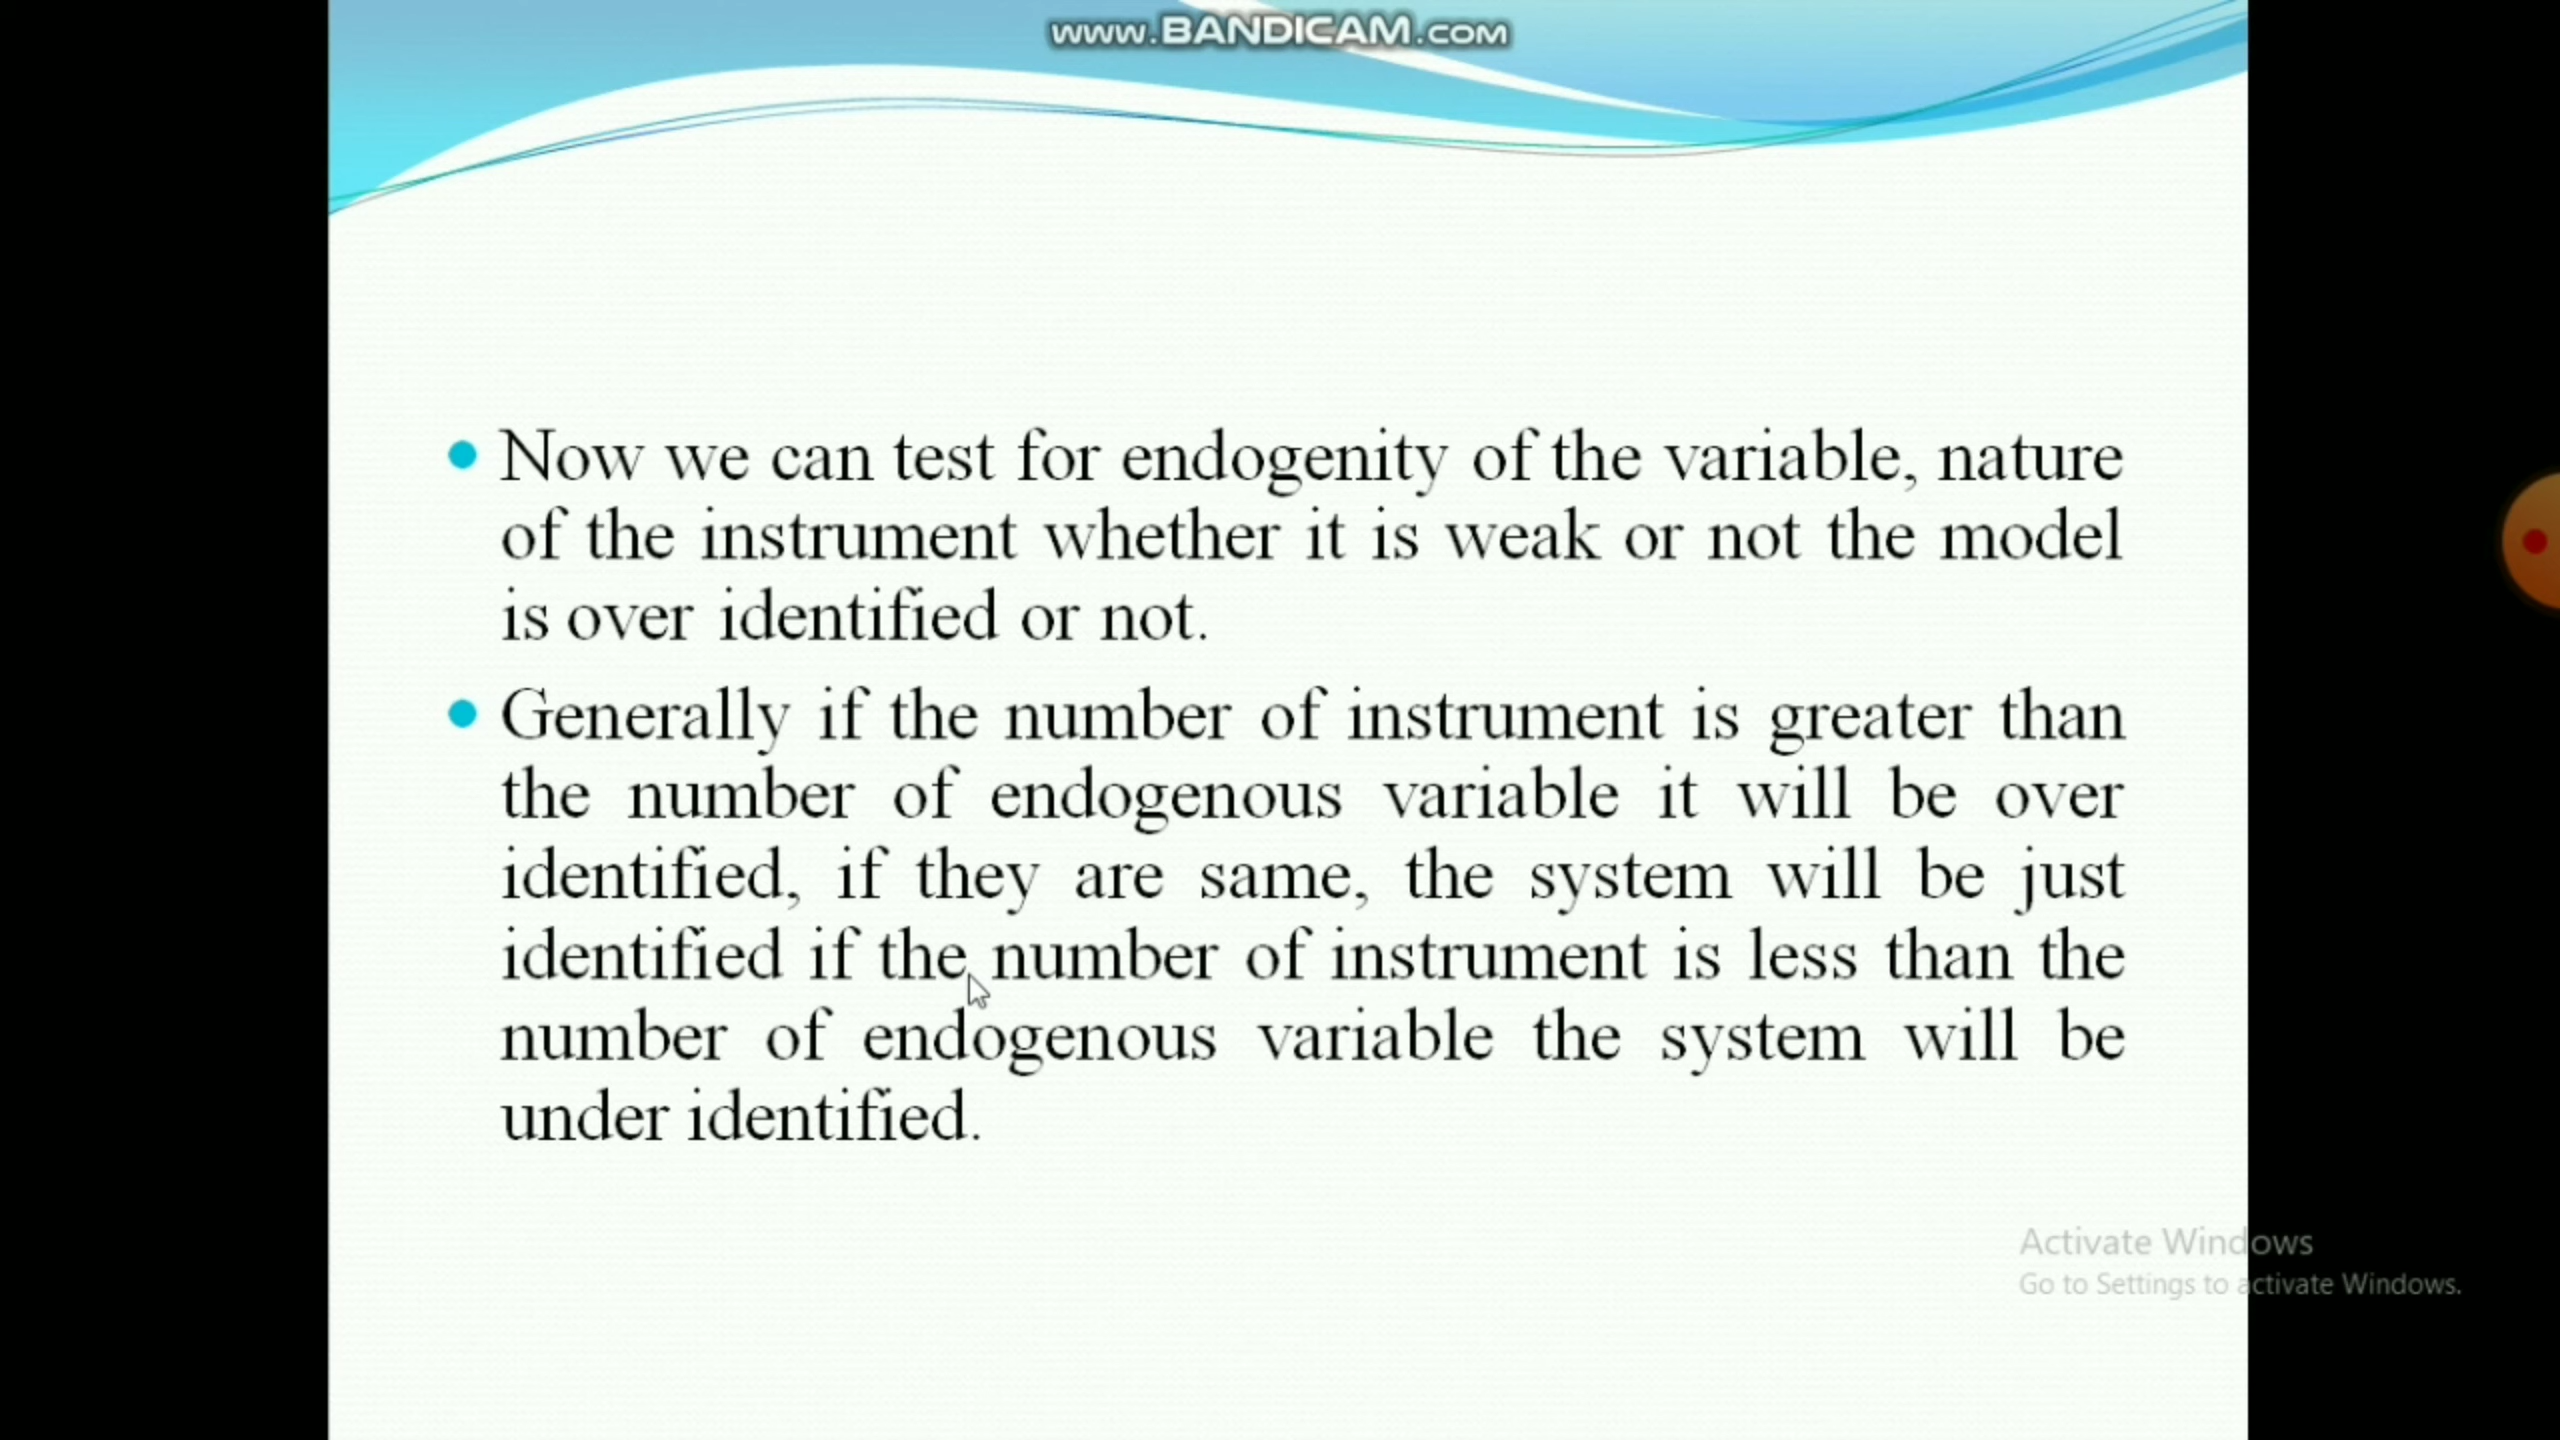 www.BANDICAM.com
Now we can test for endogenity of the variable, nature
of the instrument whether it is weak or not the model
is over identified or not.
Generally if the number of instrument is greater than
the number of endogenous variable it will be over
identified, if they are same, the system will be just
identified if the number of instrument is less than the
number of endogenous variable the system will be
under identified.
Activate Windows
Go to Settings to activate Windows.